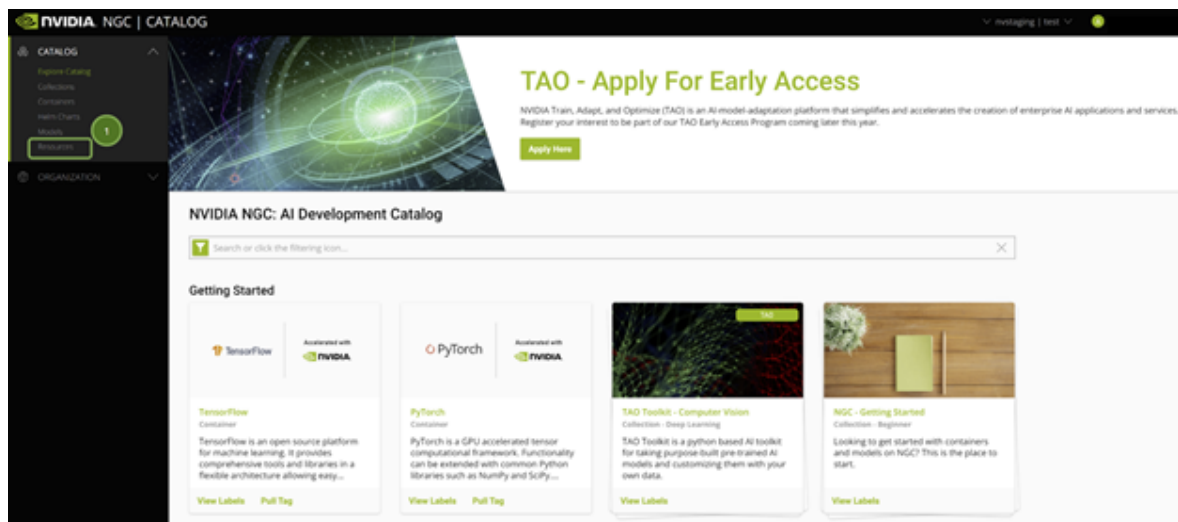 NVIDIA. NGC | CATALOG
nvstaging | test
CATALOG
Explore Catalog
Collections
Containers
Helm Charts
Models
1
Resources
ORGANIZATION
TAO - Apply For Early Access
NVIDIA Train, Adapt, and Optimize (TAO) is an AI-model-adaptation platform that simplifies and accelerates the creation of enterprise AI applications and services.
Register your interest to be part of our TAO Early Access Program coming later this year.
Apply Here
NVIDIA NGC: AI Development Catalog
Search or click the filtering icon...
Getting Started
TensorFlow
Accelerated with
NVIDIA.
TensorFlow
Container
TensorFlow is an open source platform
for machine learning. It provides
comprehensive tools and libraries in a
flexible architecture allowing easy....
View Labels Pull Tag
PyTorch
Accelerated with
NVIDIA.
PyTorch
Container
PyTorch is a GPU accelerated tensor
computational framework. Functionality
can be extended with common Python
libraries such as NumPy and SciPy....
View Labels Pull Tag
TAO
TAO Toolkit - Computer Vision
Collection - Deep Learning
TAO Toolkit is a python based AI toolkit
for taking purpose-built pre-trained AI
models and customizing them with your
own data.
View Labels
NGC - Getting Started
Collection - Beginner
Looking to get started with containers
and models on NGC? This is the place to
start.
View Labels